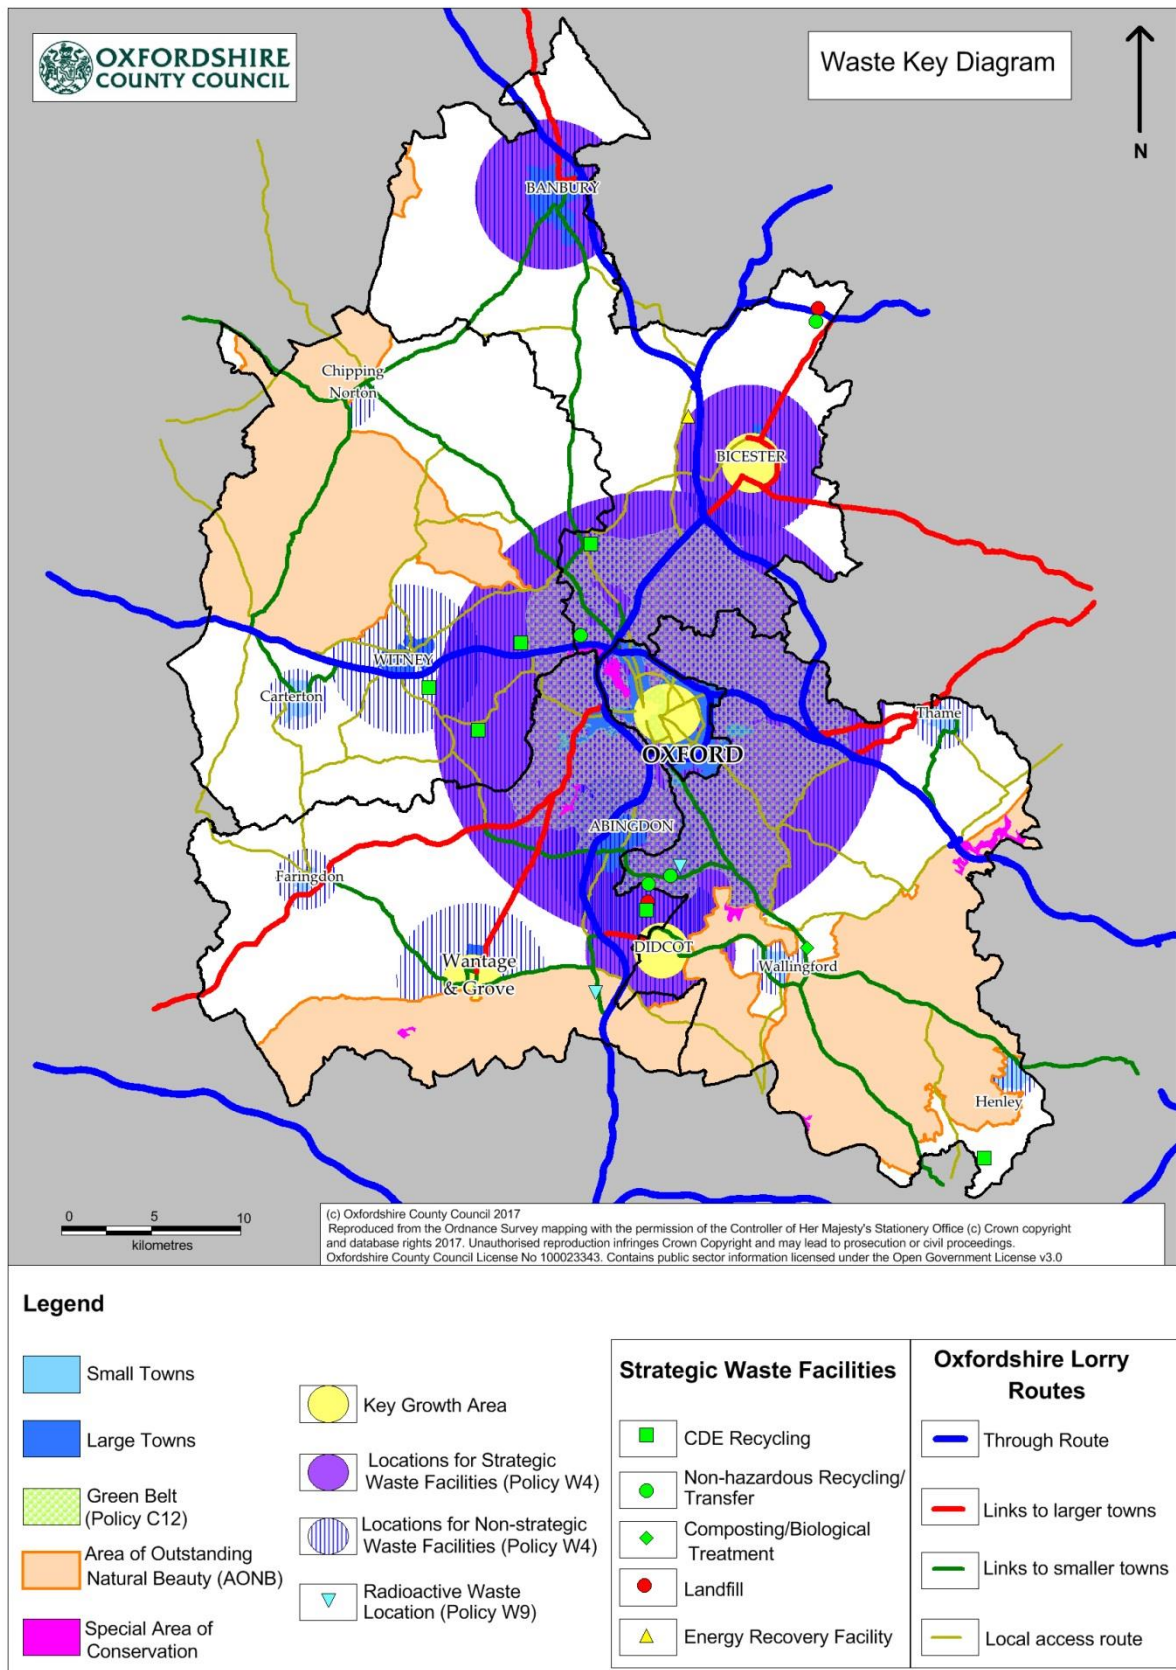 OXFORDSHIRE
COUNTY COUNCIL
Waste Key Diagram
N
BANBURY
Chipping
Norton
BICESTER
WITNEY
Carterton
Thame
OXFORD
ABINGDON
Faringdon
DIDCOT
Wantage
& Grove
Wallingford
Henley
0 5 10
kilometres
(c) Oxfordshire County Council 2017
Reproduced from the Ordnance Survey mapping with the permission of the Controller of Her Majesty's Stationery Office (c) Crown copyright
and database rights 2017. Unauthorised reproduction infringes Crown Copyright and may lead to prosecution or civil proceedings.
Oxfordshire County Council License No 100023343. Contains public sector information licensed under the Open Government License v3.0
Legend
Small Towns
Large Towns
Green Belt
(Policy C12)
Area of Outstanding
Natural Beauty (AONB)
Special Area of
Conservation
Key Growth Area
Locations for Strategic
Waste Facilities (Policy W4)
Locations for Non-strategic
Waste Facilities (Policy W4)
Radioactive Waste
Location (Policy W9)
Strategic Waste Facilities
CDE Recycling
Non-hazardous Recycling/
Transfer
Composting/Biological
Treatment
Landfill
Energy Recovery Facility
Oxfordshire Lorry
Routes
Through Route
Links to larger towns
Links to smaller towns
Local access route